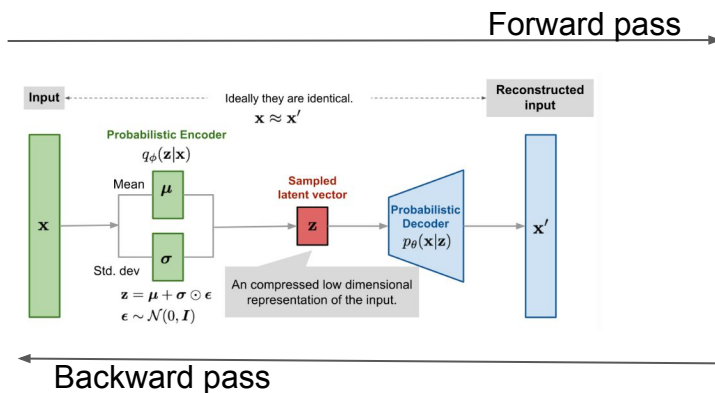 Forward pass
Input
Ideally they are identical.
x ≈ x′
Reconstructed
input
Probabilistic Encoder
qϕ(z|x)
Mean
μ
x
Std. dev
σ
z = μ + σ ⊙ ϵ
ϵ ∼ 𝒩(0, I)
Sampled
latent vector
z
An compressed low dimensional
representation of the input.
Probabilistic
Decoder
pθ(x|z)
x′
Backward pass